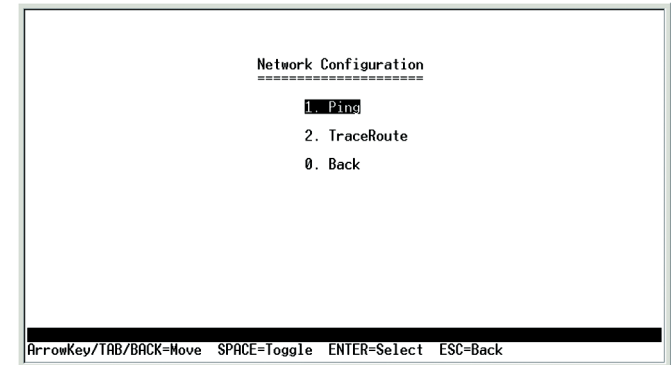 Network Configuration
=====================
1. Ping
2. TraceRoute
0. Back
ArrowKey/TAB/BACK=Move  SPACE=Toggle  ENTER=Select  ESC=Back